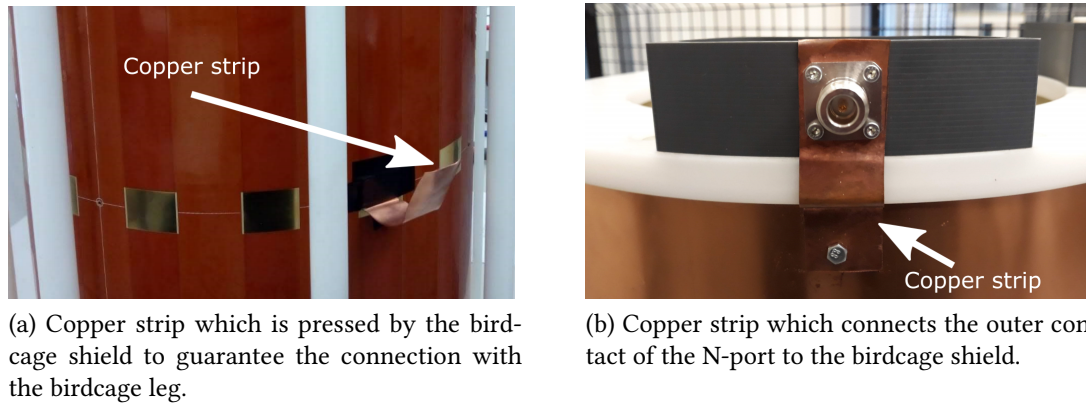 Copper strip
Copper strip
(a) Copper strip which is pressed by the bird-
cage shield to guarantee the connection with
the birdcage leg.
(b) Copper strip which connects the outer con-
tact of the N-port to the birdcage shield.